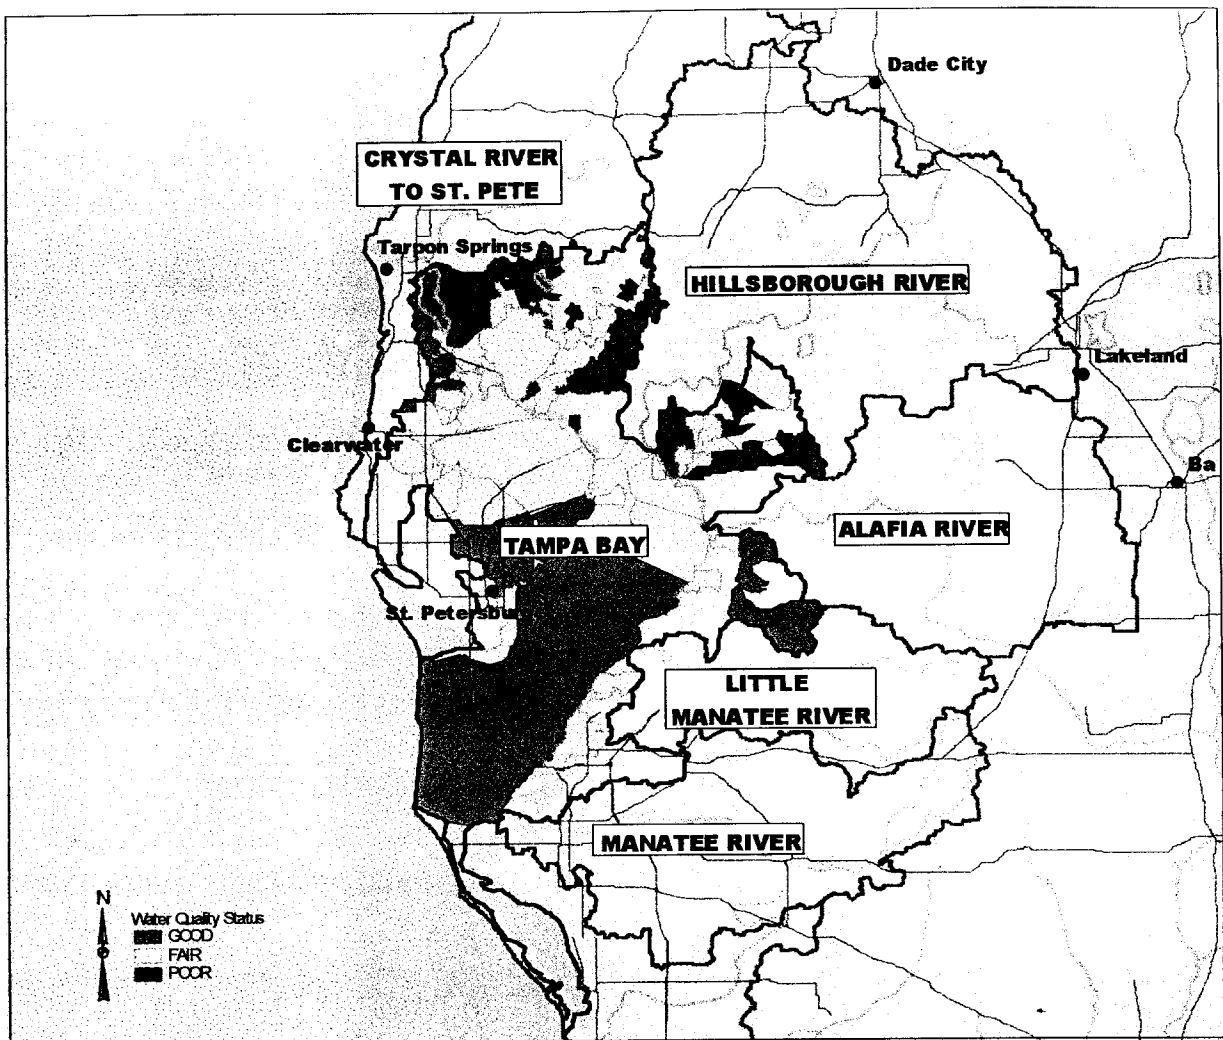 Dade City
CRYSTAL RIVER
TO ST. PETE
Tarpon Springs
HILLSBOROUGH RIVER
Lakeland
Clearwater
Ba
ALAFIA RIVER
TAMPA BAY
St. Petersbu
LITTLE
MANATEE RIVER
MANATEE RIVER
N
Water Quality Status
GOOD
FAIR
POOR